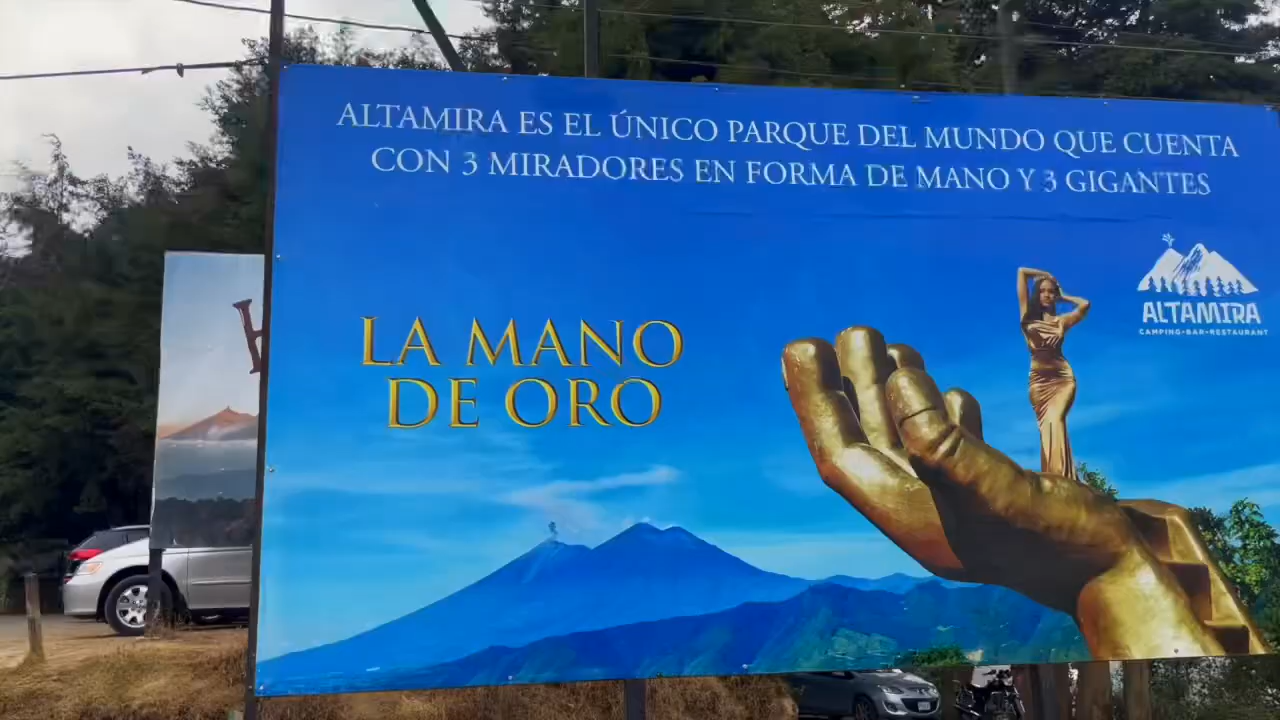 ALTAMIRA ES EL ÚNICO PARQUE DEL MUNDO QUE CUENTA
CON 3 MIRADORES EN FORMA DE MANO Y 3 GIGANTES
ALTAMIRA
CAMPING-BAR-RESTAURANT
LA MANO
DE ORO